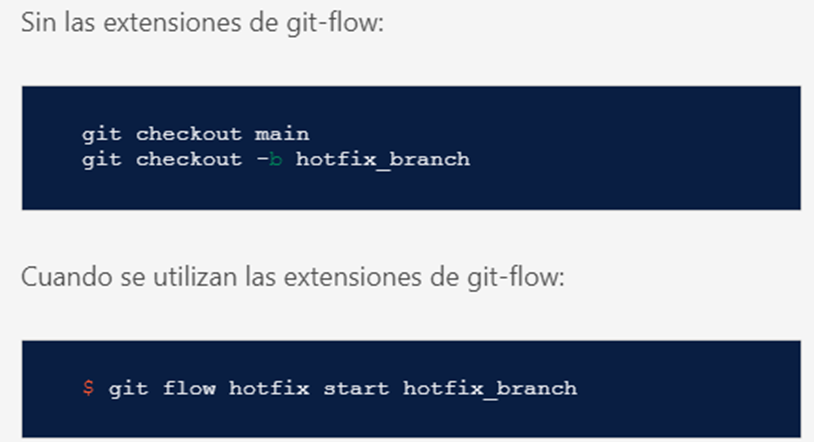 Sin las extensiones de git-flow:
git checkout main
git checkout -b hotfix_branch
Cuando se utilizan las extensiones de git-flow:
$ git flow hotfix start hotfix_branch